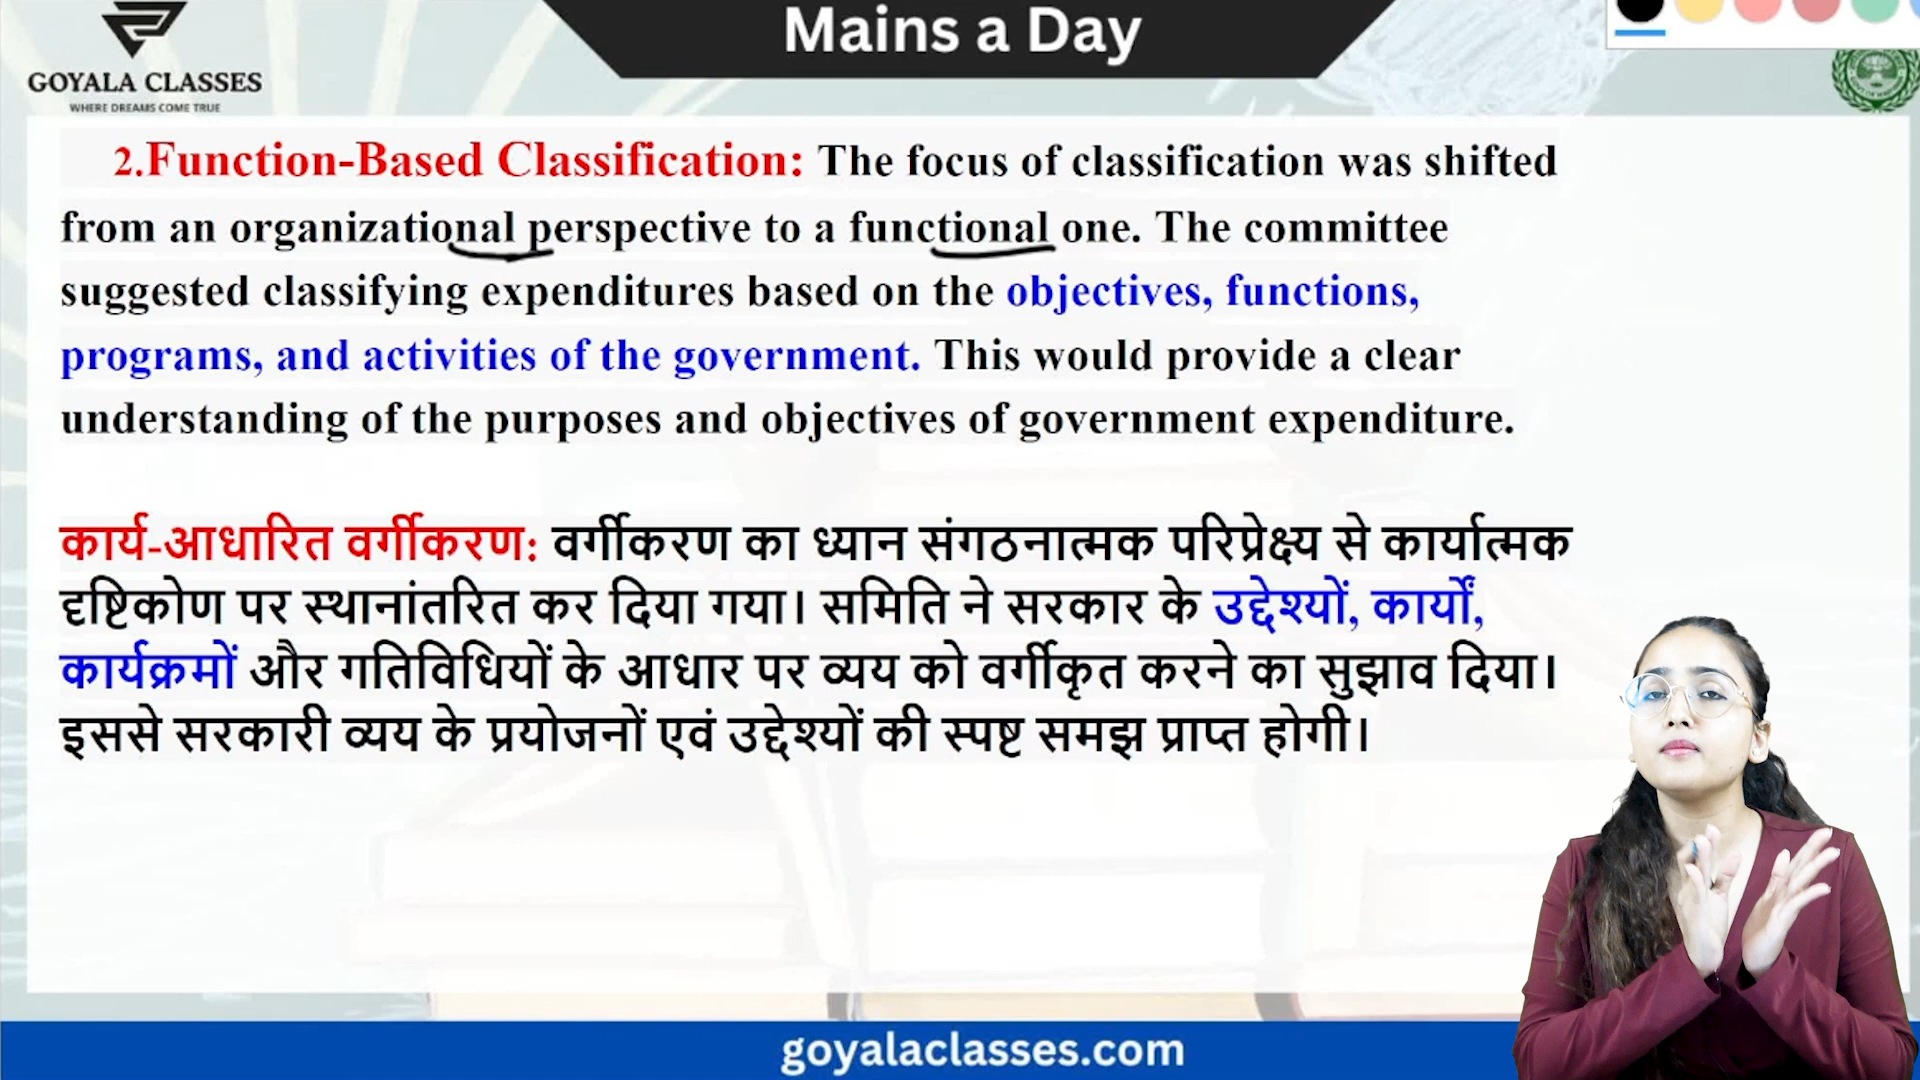 Mains a Day
GOYALA CLASSES
WHERE DREAMS COME TRUE
2.Function-Based Classification: The focus of classification was shifted
from an organizational perspective to a functional one. The committee
suggested classifying expenditures based on the objectives, functions,
programs, and activities of the government. This would provide a clear
understanding of the purposes and objectives of government expenditure.
कार्य-आधारित वर्गीकरण: वर्गीकरण का ध्यान संगठनात्मक परिप्रेक्ष्य से कार्यात्मक
दृष्टिकोण पर स्थानांतरित कर दिया गया। समिति ने सरकार के उद्देश्यों, कार्यों,
कार्यक्रमों और गतिविधियों के आधार पर व्यय को वर्गीकृत करने का सुझाव दिया।
इससे सरकारी व्यय के प्रयोजनों एवं उद्देश्यों की स्पष्ट समझ प्राप्त होगी।
goyalaclasses.com